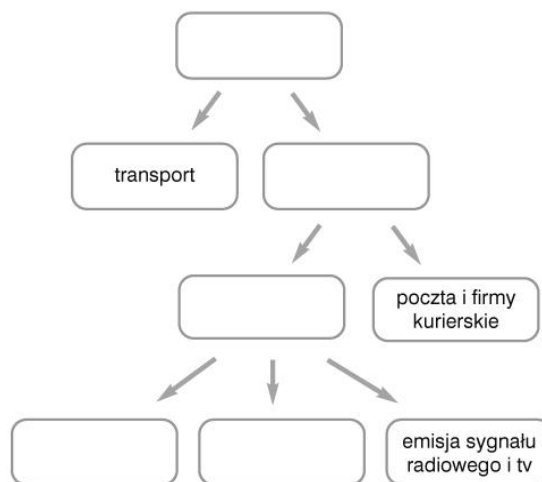 transport
poczta i firmy
kurierskie
emisja sygnału
radiowego i tv